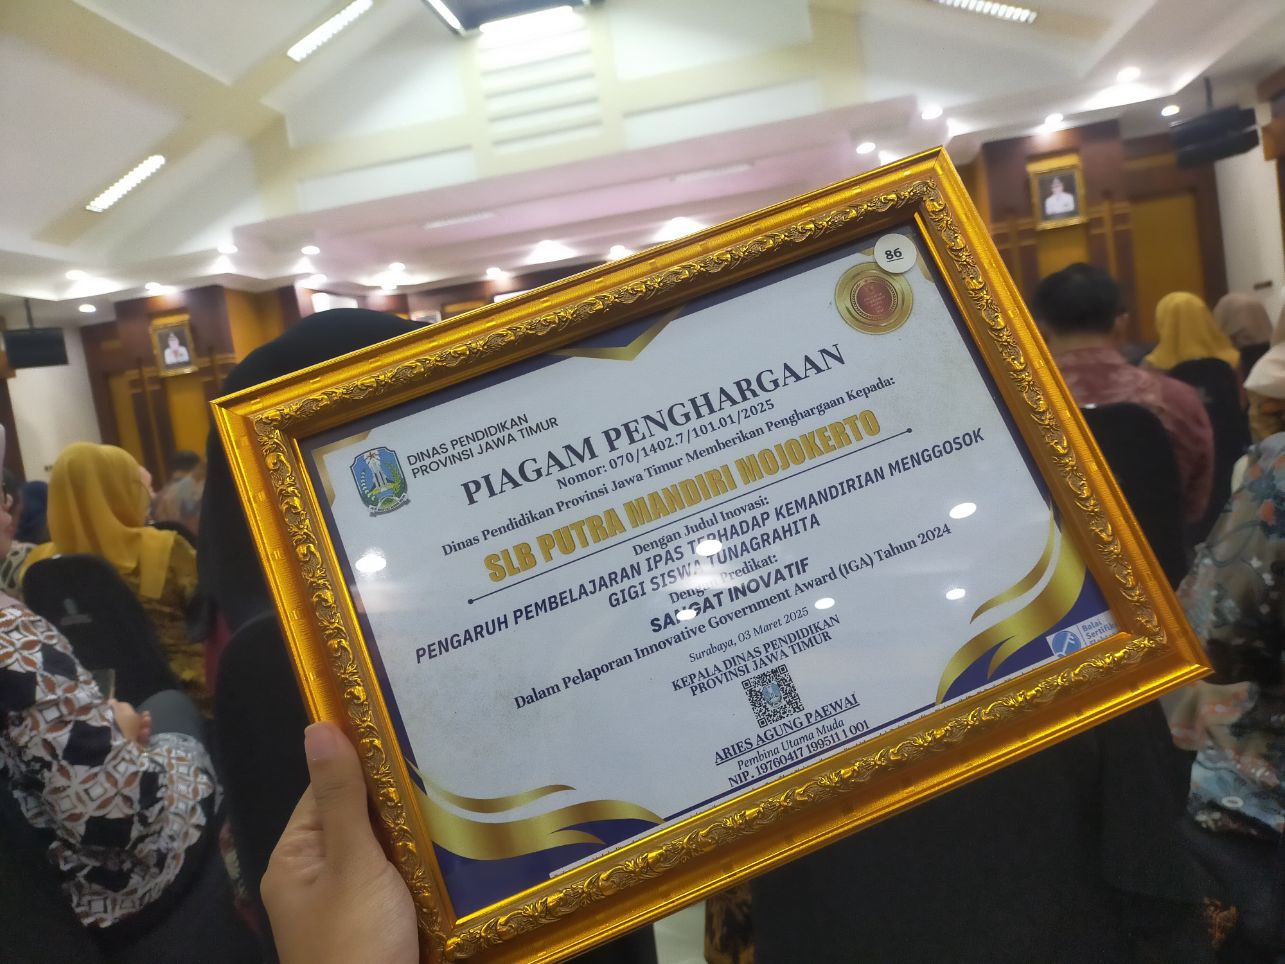 86
DINAS PENDIDIKAN
PROVINSI JAWA TIMUR
PIAGAM PENGHARGAAN
Nomor: 070/1402.7/101.01/2025
Dinas Pendidikan Provinsi Jawa Timur Memberikan Penghargaan Kepada:
SLB PUTRA MANDIRI MOJOKERTO
Dengan Judul Inovasi:
PENGARUH PEMBELAJARAN IPAS TERHADAP KEMANDIRIAN MENGGOSOK
GIGI SISWA TUNAGRAHITA
Dengan Predikat:
SANGAT INOVATIF
Dalam Pelaporan Innovative Government Award (IGA) Tahun 2024
Surabaya, 03 Maret 2025
KEPALA DINAS PENDIDIKAN
PROVINSI JAWA TIMUR
ARIES AGUNG PAEWAI
Pembina Utama Muda
NIP. 19760417 199511 1 001
Balai